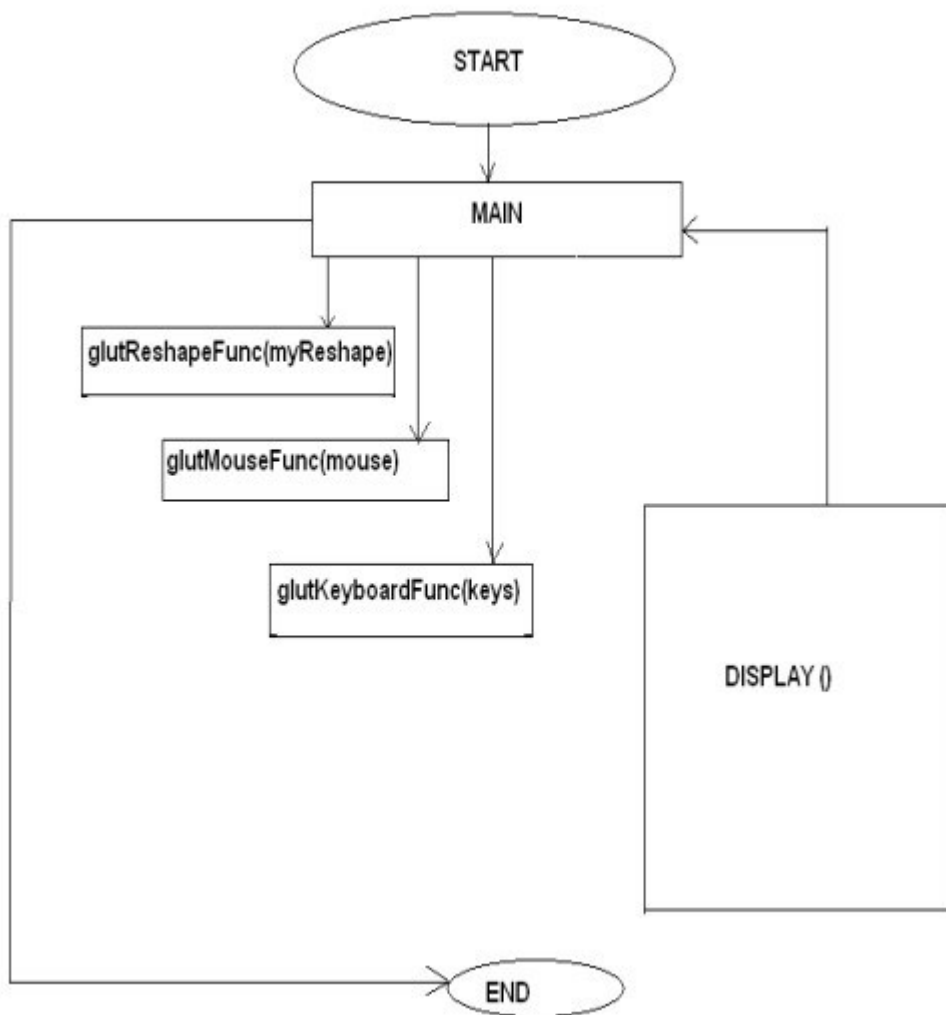 START
MAIN
glutReshapeFunc(myReshape)
glutMouseFunc(mouse)
glutKeyboardFunc(keys)
DISPLAY ()
END